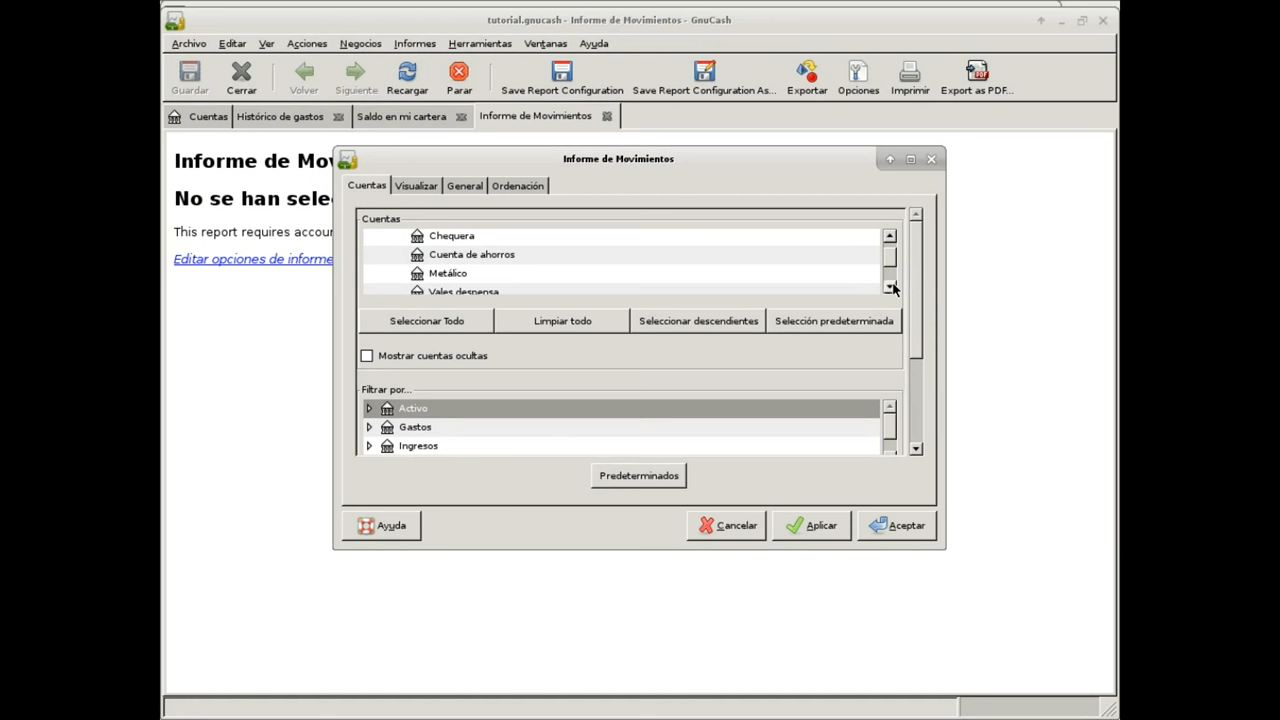 tutorial.gnucash - Informe de Movimientos - GnuCash
Archivo Editar Ver Acciones Negocios Informes Herramientas Ventanas Ayuda
Guardar Cerrar Volver Siguiente Recargar Parar Save Report Configuration Save Report Configuration As... Exportar Opciones Imprimir Export as PDF...
Cuentas Histórico de gastos Saldo en mi cartera Informe de Movimientos
Informe de Mov
No se han sele
This report requires accour
Editar opciones de informe
Informe de Movimientos
Cuentas Visualizar General Ordenación
Cuentas
Chequera
Cuenta de ahorros
Metálico
Vales despensa
Seleccionar Todo Limpiar todo Seleccionar descendientes Selección predeterminada
Mostrar cuentas ocultas
Filtrar por...
Activo
Gastos
Ingresos
Predeterminados
Ayuda Cancelar Aplicar Aceptar